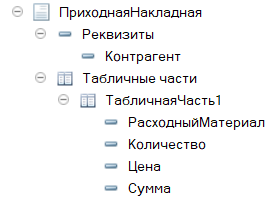 ПриходнаяНакладная
Реквизиты
Контрагент
Табличные части
ТабличнаяЧасть1
РасходныйМатериал
Количество
Цена
Сумма